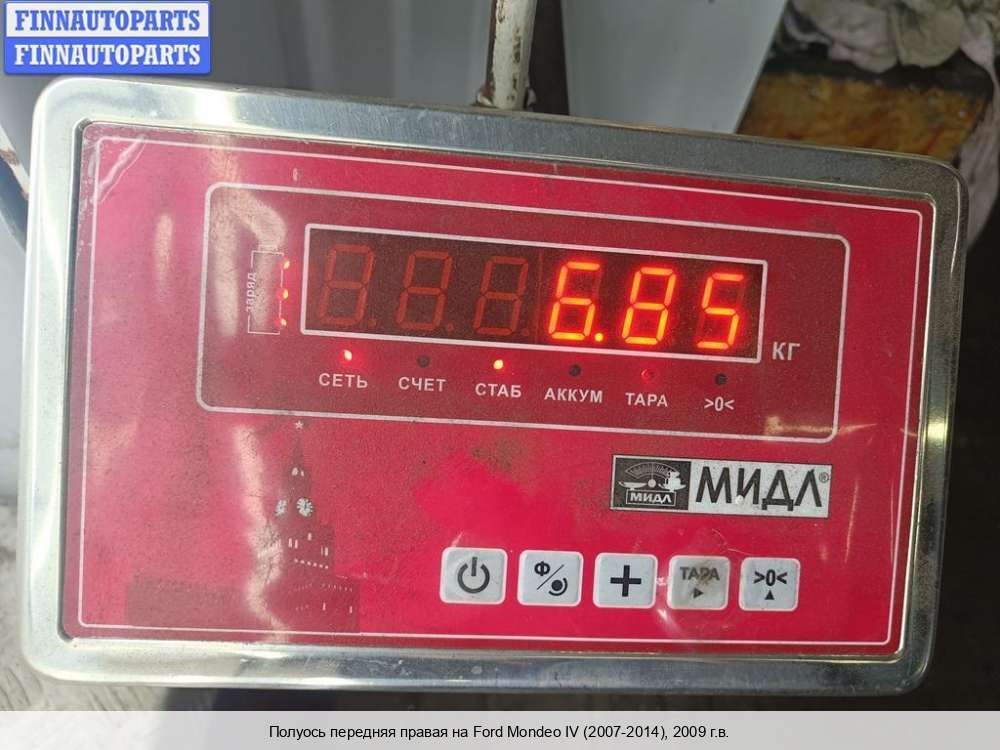 FINNAUTOPARTS
FINNAUTOPARTS
заряд
6.85
КГ
СЕТЬ СЧЕТ СТАБ АККУМ ТАРА >0<
МИДЛ МИДЛ®
Ф + ТАРА >0<
Полуось передняя правая на Ford Mondeo IV (2007-2014), 2009 г.в.